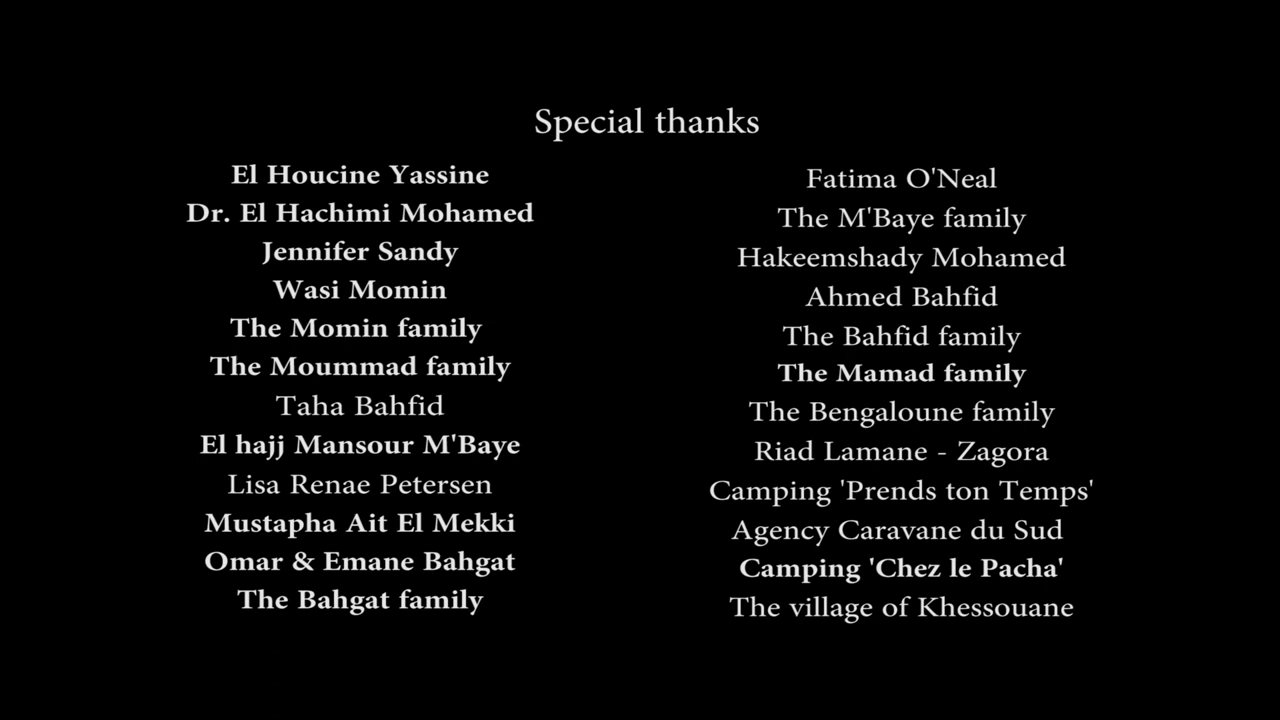 Special thanks
El Houcine Yassine
Dr. El Hachimi Mohamed
Jennifer Sandy
Wasi Momin
The Momin family
The Moummad family
Taha Bahfid
El hajj Mansour M'Baye
Lisa Renae Petersen
Mustapha Ait El Mekki
Omar & Emane Bahgat
The Bahgat family
Fatima O'Neal
The M'Baye family
Hakeemshady Mohamed
Ahmed Bahfid
The Bahfid family
The Mamad family
The Bengaloune family
Riad Lamane - Zagora
Camping 'Prends ton Temps'
Agency Caravane du Sud
Camping 'Chez le Pacha'
The village of Khessouane